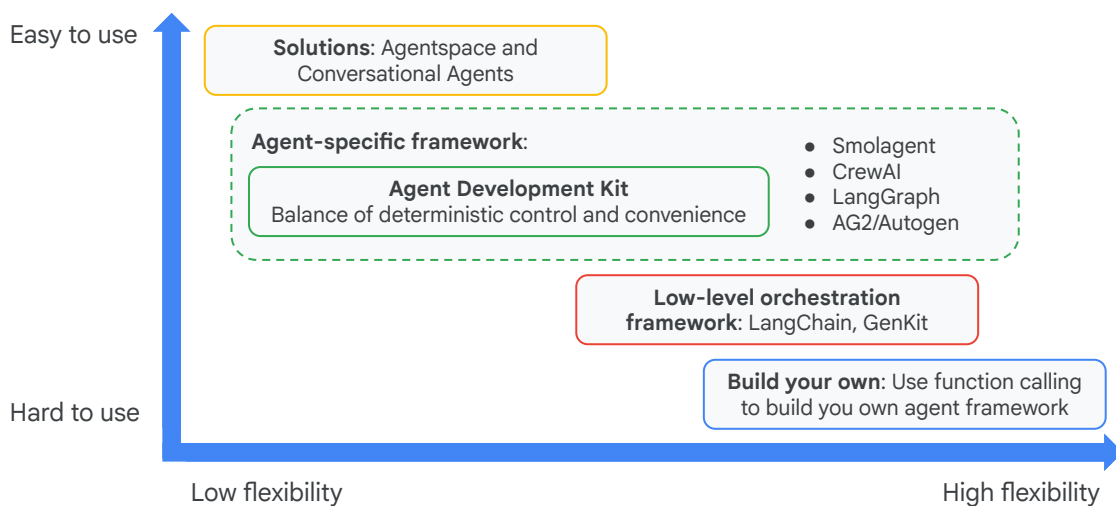 Easy to use
Solutions: Agentspace and
Conversational Agents
Agent-specific framework:
Agent Development Kit
Balance of deterministic control and convenience
● Smolagent
● CrewAI
● LangGraph
● AG2/Autogen
Low-level orchestration
framework: LangChain, GenKit
Build your own: Use function calling
to build you own agent framework
Hard to use
Low flexibility
High flexibility